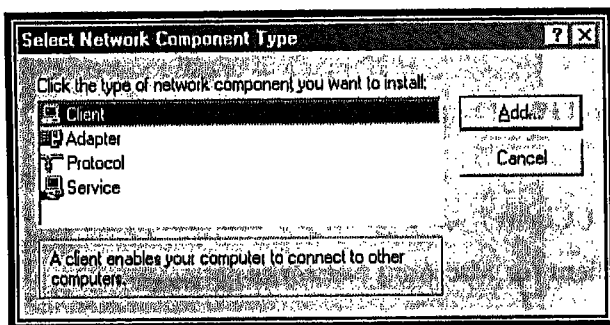 Select Network Component Type
Click the type of network component you want to install:
Client
Adapter
Protocol
Service
Add...
Cancel
A client enables your computer to connect to other
computers.